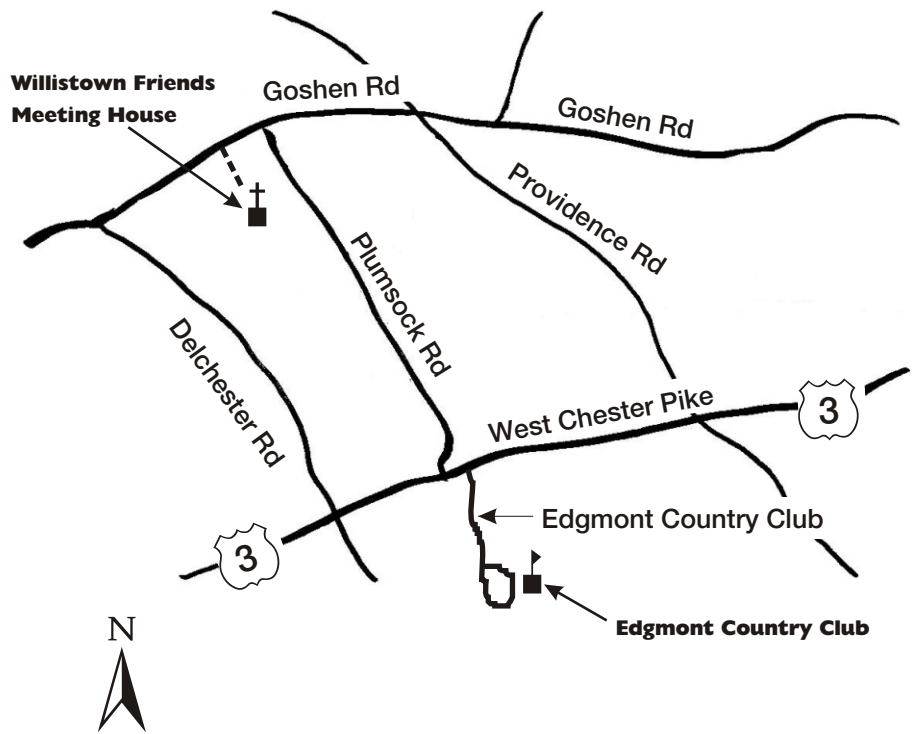 Willistown Friends
Meeting House
Goshen Rd
Goshen Rd
Providence Rd
Plumsock Rd
Delchester Rd
West Chester Pike
3
3
Edgmont Country Club
Edgmont Country Club
N